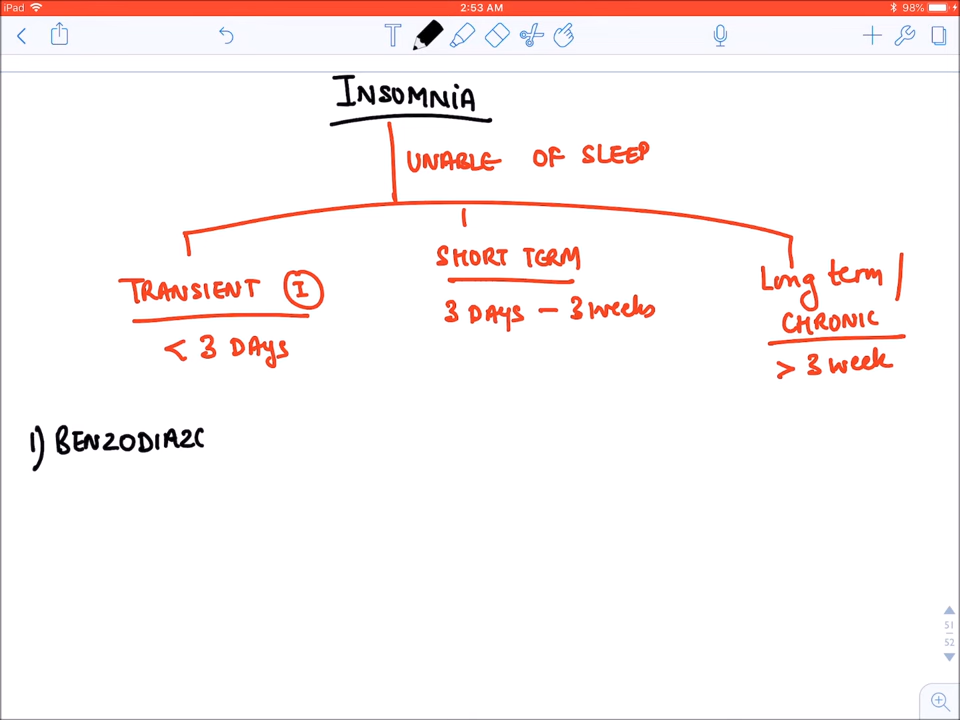 iPad 2:53 AM 98%
T
INSOMNIA
UNABLE OF SLEEP
TRANSIENT I
< 3 DAys
SHORT TERM
3 DAys – 3 weeks
Long term /
CHRONIC
> 3 week
1) BENZODIAZO
51
52